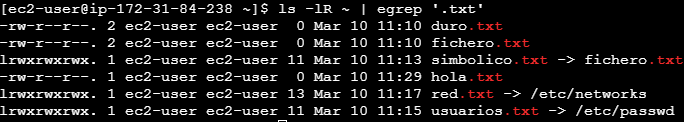 [ec2-user@ip-172-31-84-238 ~]$ ls -lR ~ | egrep '.txt'
-rw-r--r--. 2 ec2-user ec2-user  0 Mar 10 11:10 duro.txt
-rw-r--r--. 2 ec2-user ec2-user  0 Mar 10 11:10 fichero.txt
lrwxrwxrwx. 1 ec2-user ec2-user 11 Mar 10 11:13 simbolico.txt -> fichero.txt
-rw-r--r--. 1 ec2-user ec2-user  0 Mar 10 11:29 hola.txt
lrwxrwxrwx. 1 ec2-user ec2-user 13 Mar 10 11:17 red.txt -> /etc/networks
lrwxrwxrwx. 1 ec2-user ec2-user 11 Mar 10 11:15 usuarios.txt -> /etc/passwd